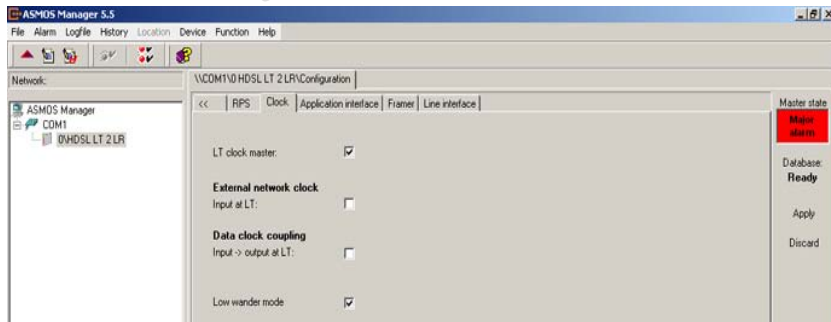 ASMOS Manager 5.5
File Alarm Logfile History Location Device Function Help
Network:
\\COM1\0 HDSL LT 2 LR\Configuration
<< RPS Clock Application interface Framer Line interface
Master state
Major
alarm
ASMOS Manager
COM1
0\HDSL LT 2 LR
LT clock master:
Database:
Ready
External network clock
Input at LT:
Apply
Data clock coupling
Input -> output at LT:
Discard
Low wander mode